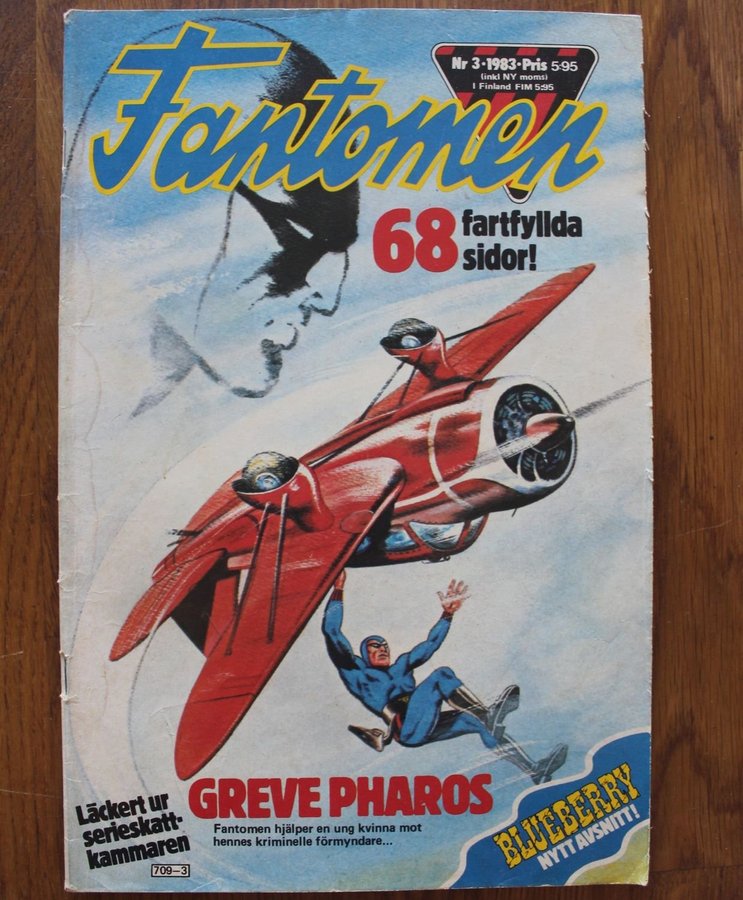 Fantomen
Nr 3•1983•Pris 5·95
(inkl NY moms)
I Finland FIM 5:95
68 fartfyllda
sidor!
Läckert ur
serieskatt-
kammaren
709–3
GREVE PHAROS
Fantomen hjälper en ung kvinna mot
hennes kriminelle förmyndare...
BLUEBERRY
NYTT AVSNITT!